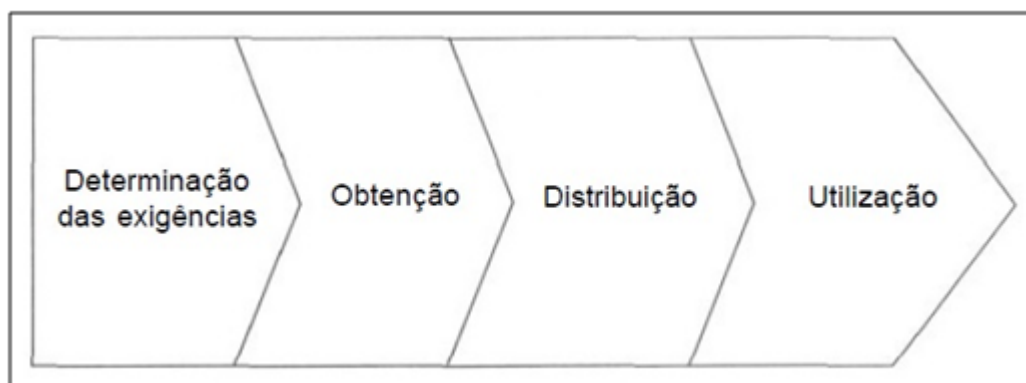 Determinação
das exigências
Obtenção
Distribuição
Utilização